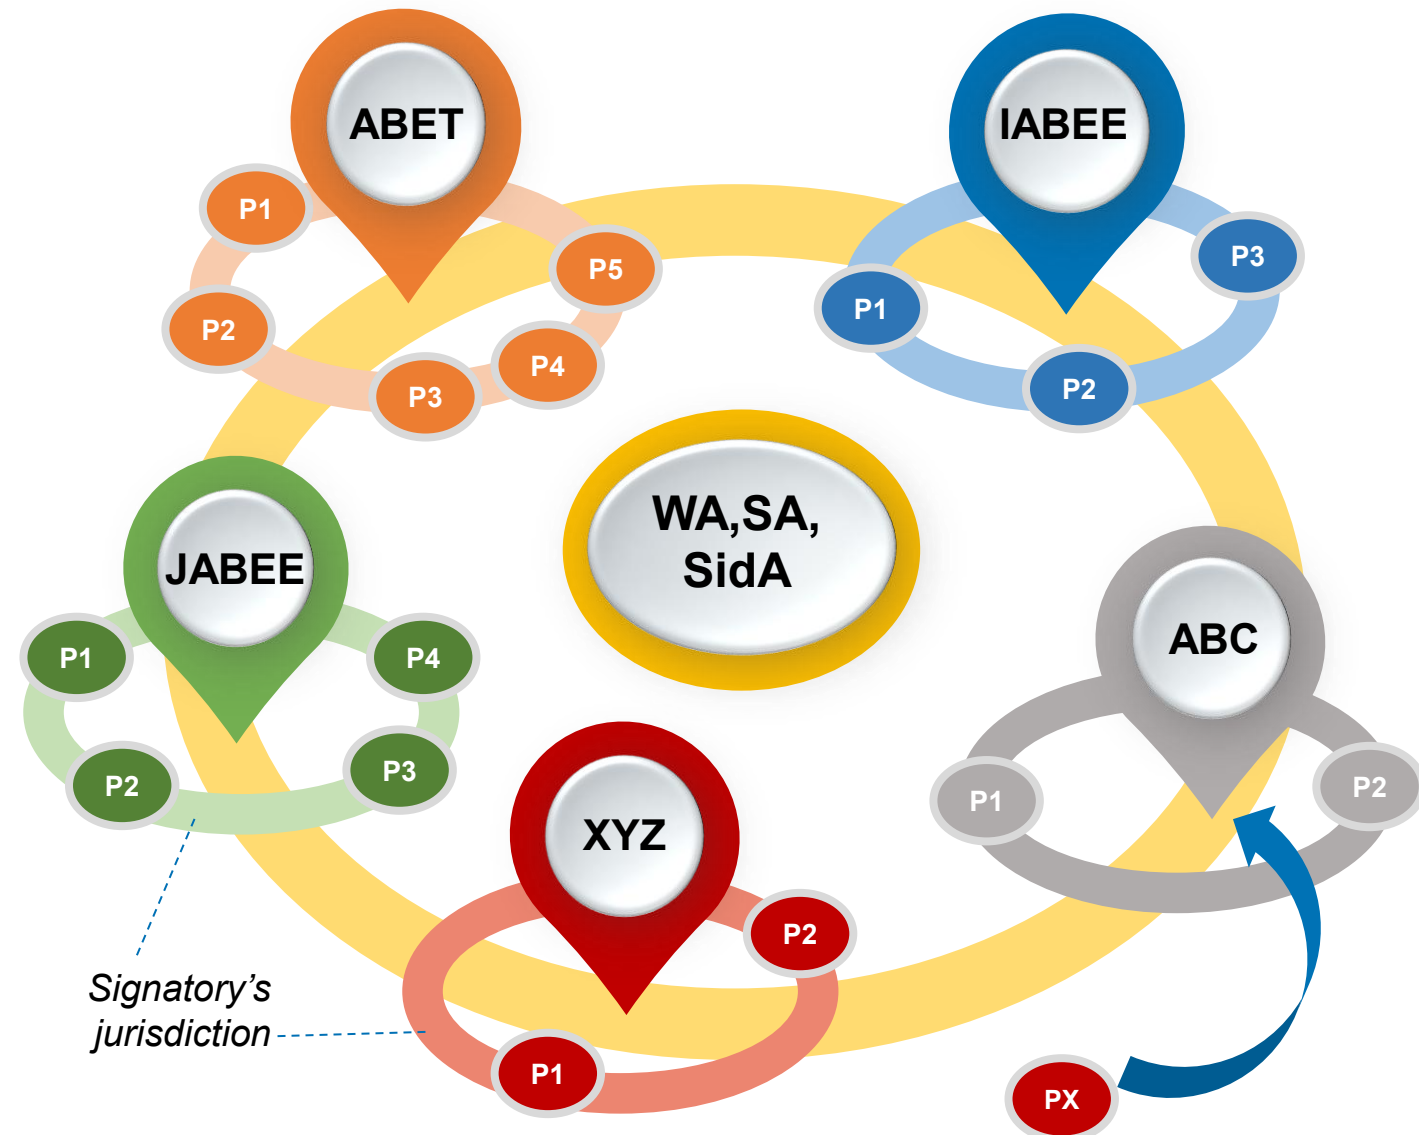 ABET
IABEE
P1
P5
P3
P1
P2
P4
P3
P2
WA,SA,
SidA
JABEE
ABC
P1
P4
P2
P3
P1
P2
XYZ
P2
Signatory's
jurisdiction
P1
PX